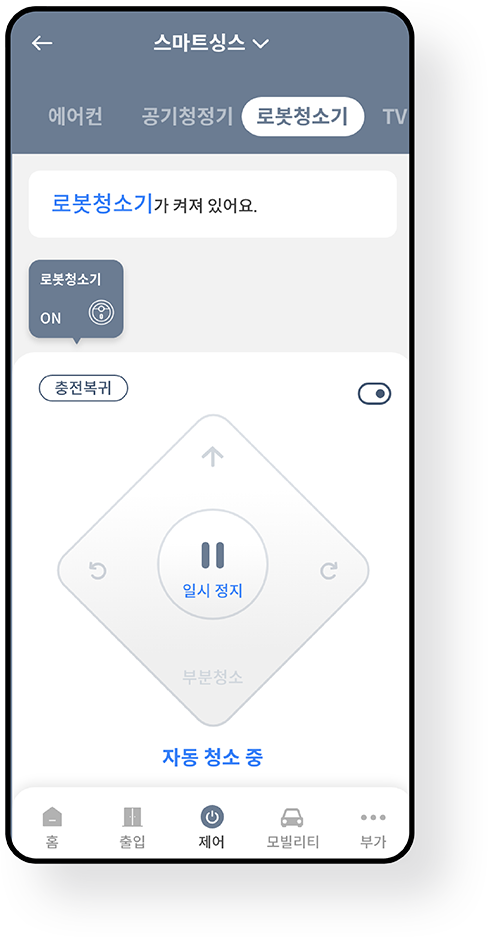 스마트싱스
에어컨 공기청정기 로봇청소기 TV
로봇청소기가 켜져 있어요.
로봇청소기
ON
충전복귀
일시 정지
부분청소
자동 청소 중
홈 출입 제어 모빌리티 부가